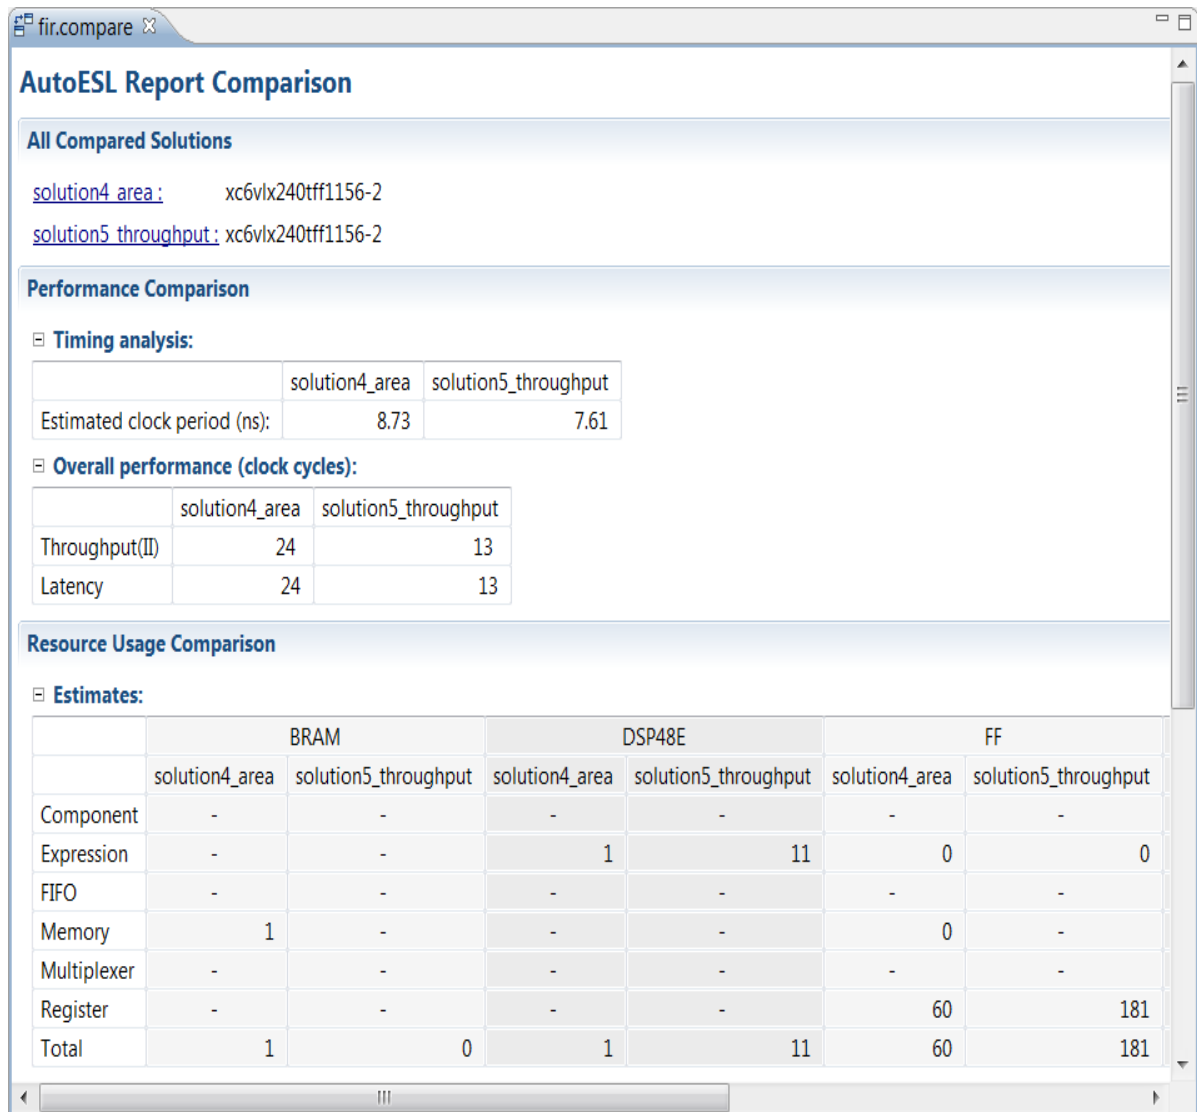 fir.compare
AutoESL Report Comparison
All Compared Solutions
solution4_area : xc6vlx240tff1156-2
solution5_throughput : xc6vlx240tff1156-2
Performance Comparison
Timing analysis:
solution4_area solution5_throughput
Estimated clock period (ns): 8.73 7.61
Overall performance (clock cycles):
solution4_area solution5_throughput
Throughput(II) 24 13
Latency 24 13
Resource Usage Comparison
Estimates:
BRAM DSP48E FF
solution4_area solution5_throughput solution4_area solution5_throughput solution4_area solution5_throughput
Component - - - - - -
Expression - - 1 11 0 0
FIFO - - - - - -
Memory 1 - - - 0 -
Multiplexer - - - - - -
Register - - - - 60 181
Total 1 0 1 11 60 181